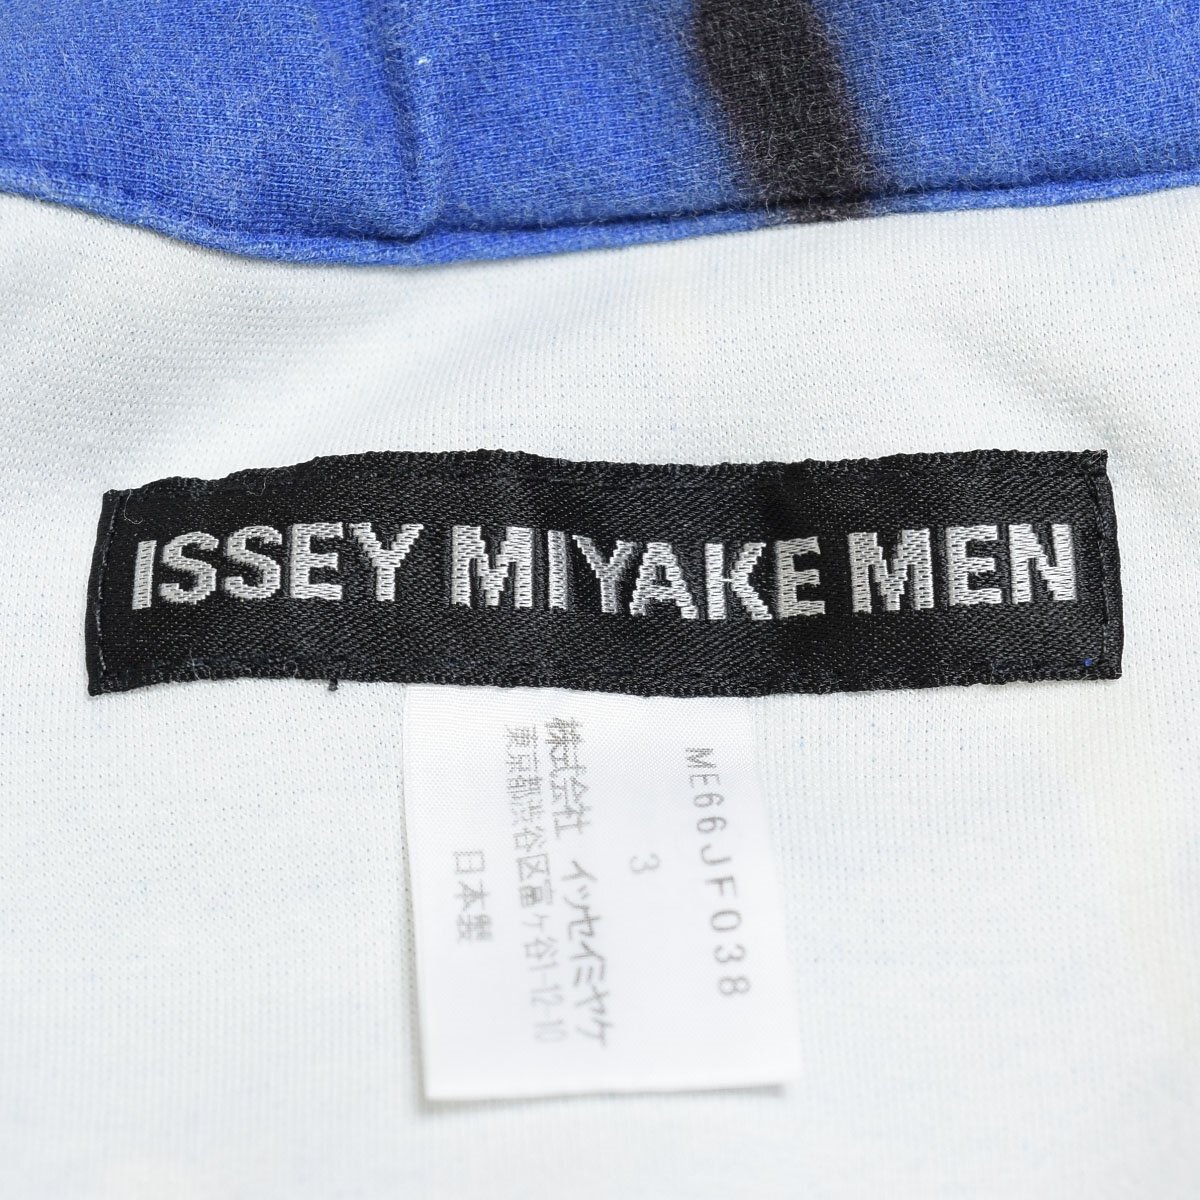 ISSEY MIYAKE MEN
ME66JF038
3
株式会社 イッセイミヤケ
東京都渋谷区富ヶ谷1-12-10
日本製